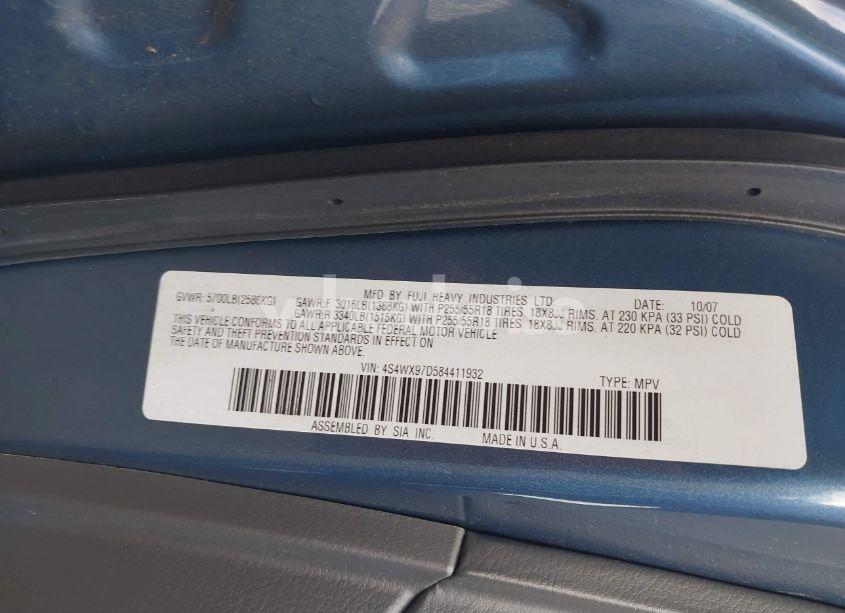 MFD BY FUJI HEAVY INDUSTRIES LTD. DATE: 10/07
GVWR: 5700LB(2586KG) GAWR:F 3016LB(1368KG) WITH P255/55R18 TIRES. 18X8JJ RIMS. AT 230 KPA (33 PSI) COLD
GAWR:R 3340LB(1515KG) WITH P255/55R18 TIRES. 18X8JJ RIMS. AT 220 KPA (32 PSI) COLD
THIS VEHICLE CONFORMS TO ALL APPLICABLE FEDERAL MOTOR VEHICLE
SAFETY AND THEFT PREVENTION STANDARDS IN EFFECT ON
THE DATE OF MANUFACTURE SHOWN ABOVE.
VIN: 4S4WX97D584411932 TYPE: MPV
ASSEMBLED BY SIA INC. MADE IN U.S.A.